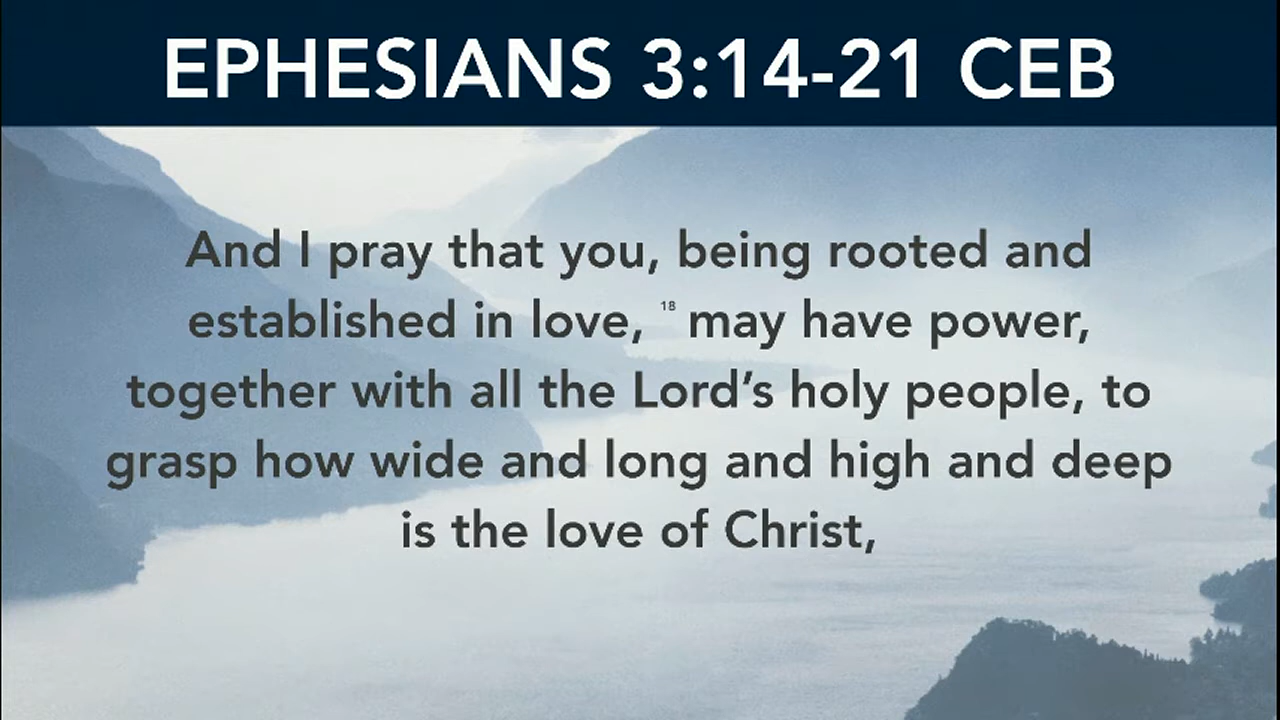 EPHESIANS 3:14-21 CEB
And I pray that you, being rooted and
established in love, 18 may have power,
together with all the Lord’s holy people, to
grasp how wide and long and high and deep
is the love of Christ,